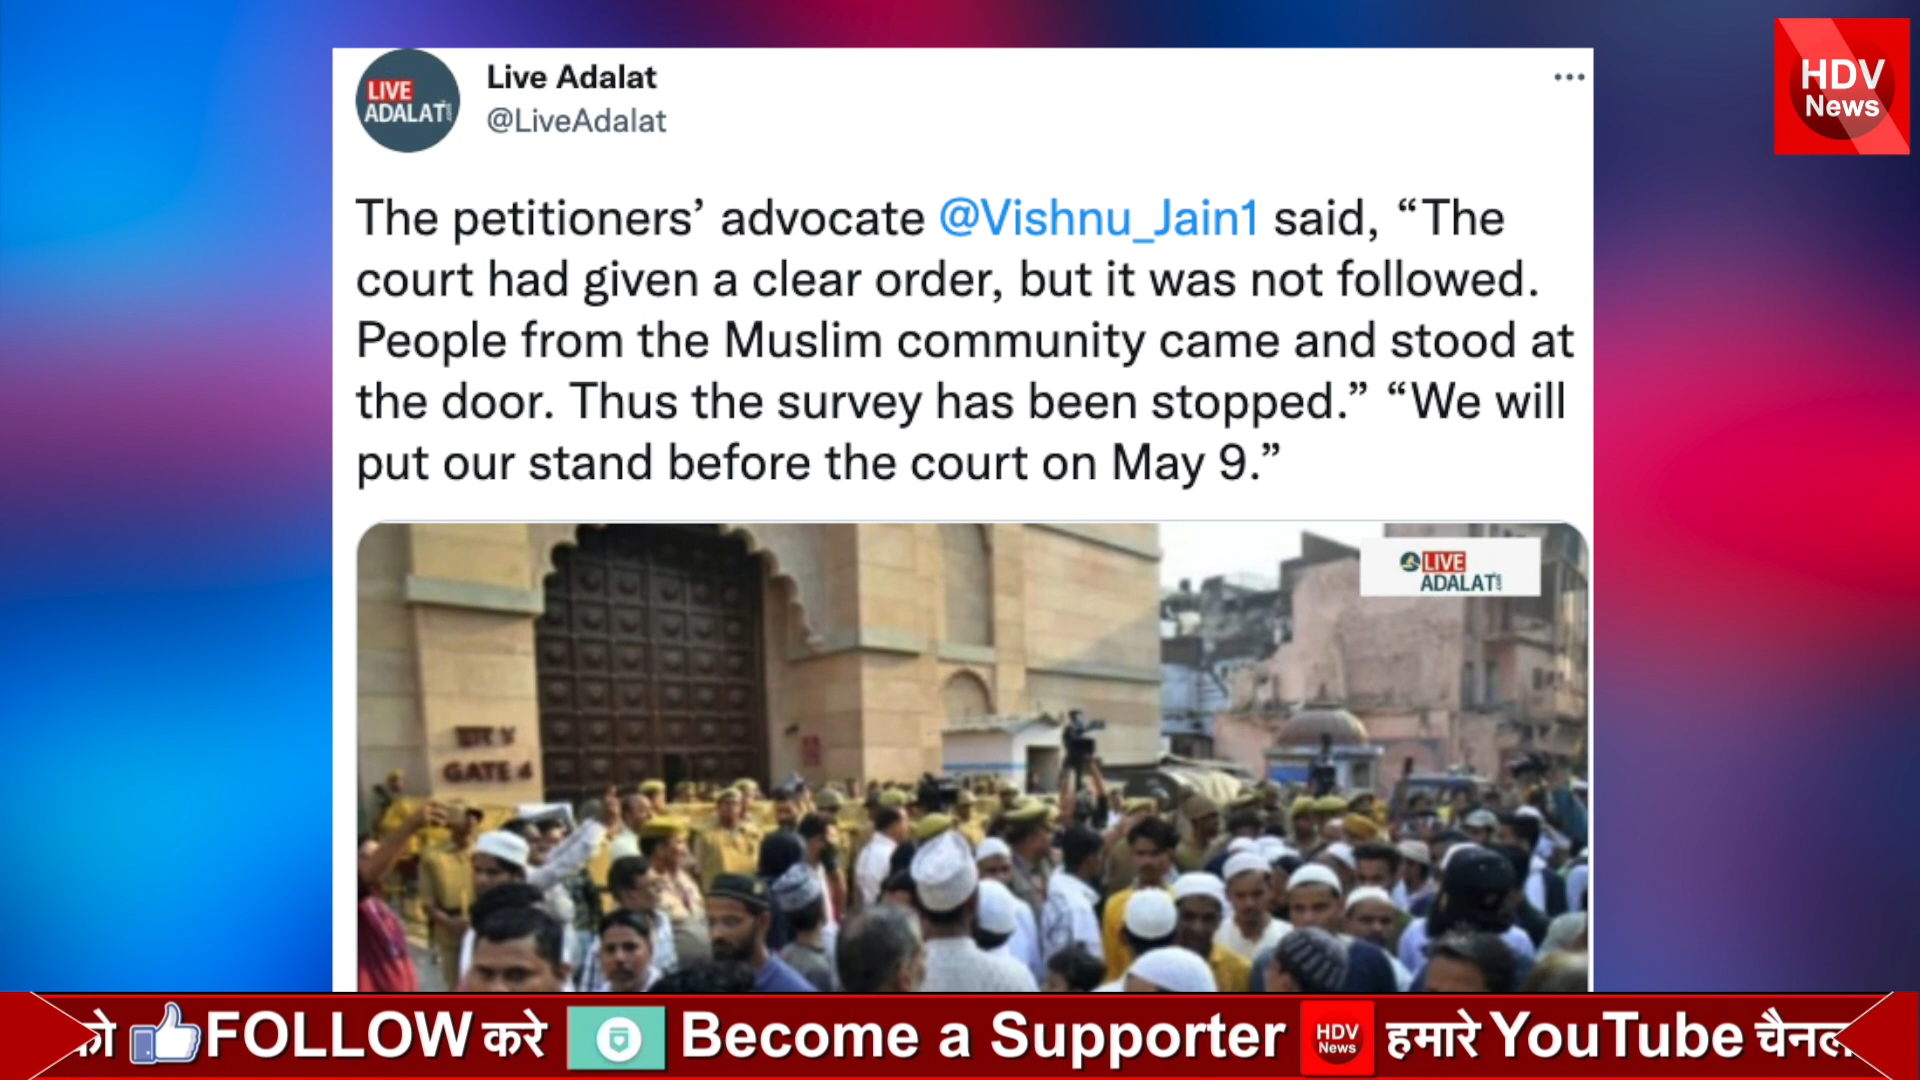 LIVE
ADALAT
Live Adalat
@LiveAdalat
HDV
News
The petitioners’ advocate @Vishnu_Jain1 said, “The
court had given a clear order, but it was not followed.
People from the Muslim community came and stood at
the door. Thus the survey has been stopped.” “We will
put our stand before the court on May 9.”
LIVE
ADALAT
GATE 4
FOLLOW करे Become a Supporter HDV News हमारे YouTube चैनल